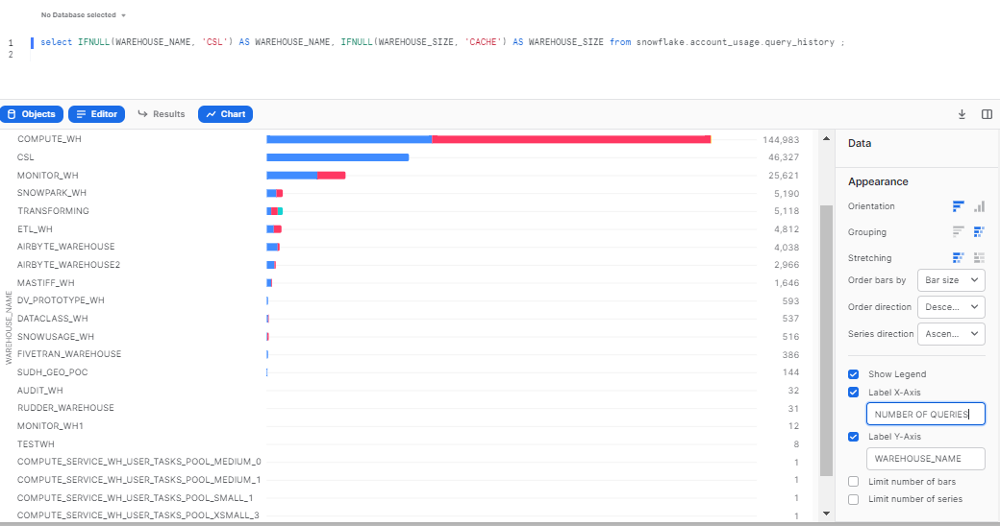 No Database selected
1 select IFNULL(WAREHOUSE_NAME, 'CSL') AS WAREHOUSE_NAME, IFNULL(WAREHOUSE_SIZE, 'CACHE') AS WAREHOUSE_SIZE from snowflake.account_usage.query_history ;
2
Objects Editor Results Chart
WAREHOUSE_NAME
COMPUTE_WH 144,983
CSL 46,327
MONITOR_WH 25,621
SNOWPARK_WH 5,190
TRANSFORMING 5,118
ETL_WH 4,812
AIRBYTE_WAREHOUSE 4,038
AIRBYTE_WAREHOUSE2 2,966
MASTIFF_WH 1,646
DV_PROTOTYPE_WH 593
DATACLASS_WH 537
SNOWUSAGE_WH 516
FIVETRAN_WAREHOUSE 386
SUDH_GEO_POC 144
AUDIT_WH 32
RUDDER_WAREHOUSE 31
MONITOR_WH1 12
TESTWH 8
COMPUTE_SERVICE_WH_USER_TASKS_POOL_MEDIUM_0 1
COMPUTE_SERVICE_WH_USER_TASKS_POOL_MEDIUM_1 1
COMPUTE_SERVICE_WH_USER_TASKS_POOL_SMALL_1 1
COMPUTE_SERVICE_WH_USER_TASKS_POOL_XSMALL_3 1
Data
Appearance
Orientation
Grouping
Stretching
Order bars by Bar size
Order direction Desce...
Series direction Ascen...
Show Legend
Label X-Axis
NUMBER OF QUERIES
Label Y-Axis
WAREHOUSE_NAME
Limit number of bars
Limit number of series